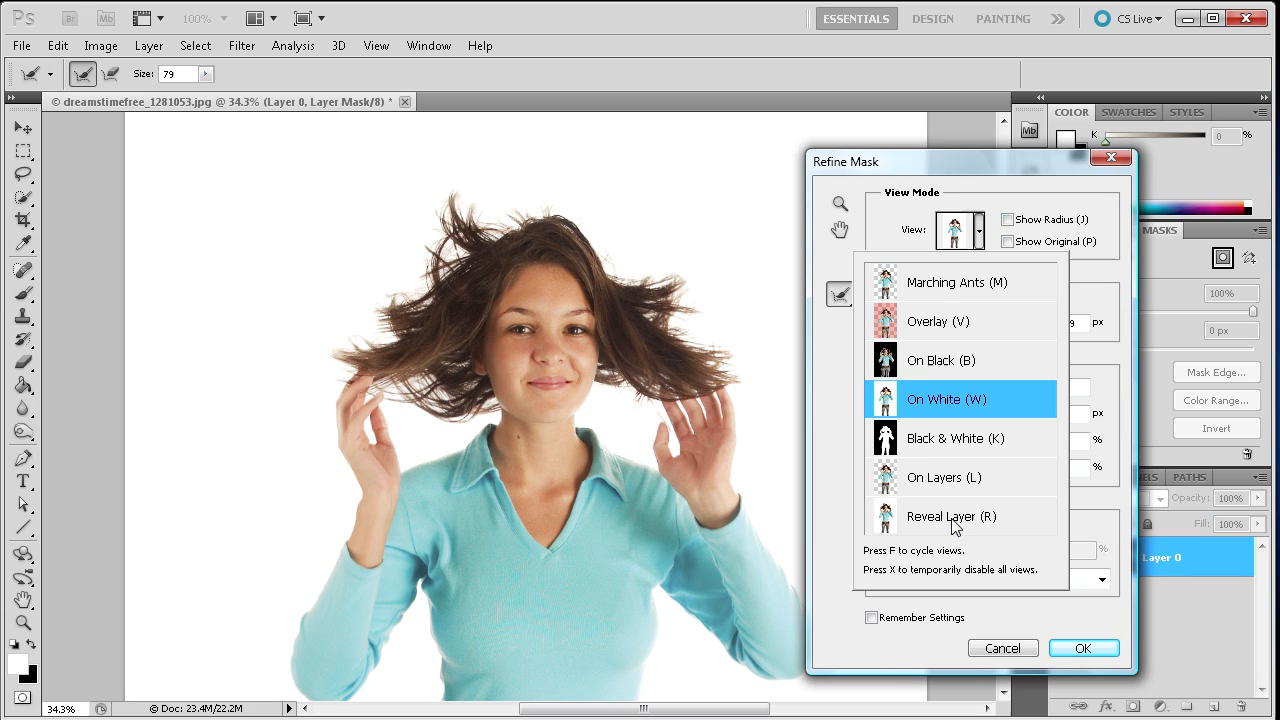 Ps Br Mb 100% ESSENTIALS DESIGN PAINTING CS Live
File Edit Image Layer Select Filter Analysis 3D View Window Help
Size: 79
© dreamstimefree_1281053.jpg @ 34.3% (Layer 0, Layer Mask/8) *
COLOR SWATCHES STYLES
Mb
K 0 %
Refine Mask
View Mode
View:
Show Radius (J)
Show Original (P)
MASKS
Marching Ants (M)
100%
Overlay (V)
px
0 px
On Black (B)
Mask Edge...
On White (W)
Color Range...
px
Invert
Black & White (K)
%
On Layers (L)
%
PATHS
Opacity: 100%
Reveal Layer (R)
Fill: 100%
Press F to cycle views.
%
Layer 0
Press X to temporarily disable all views.
Remember Settings
Cancel OK
34.3% © Doc: 23.4M/22.2M
fx